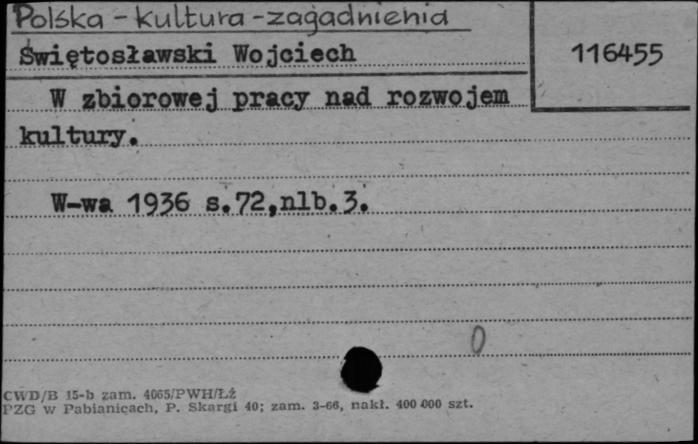 Polska - kultura - zagadnienia
Świętosławski Wojciech
116455
W zbiorowej pracy nad rozwojem
kultury.
W-wa 1936 s.72,nlb.3.
0
CWD/B 15-b zam. 4065/PWH/Łż
PZG w Pabianicach, P. Skargi 40; zam. 3-66, nakł. 400 000 szt.